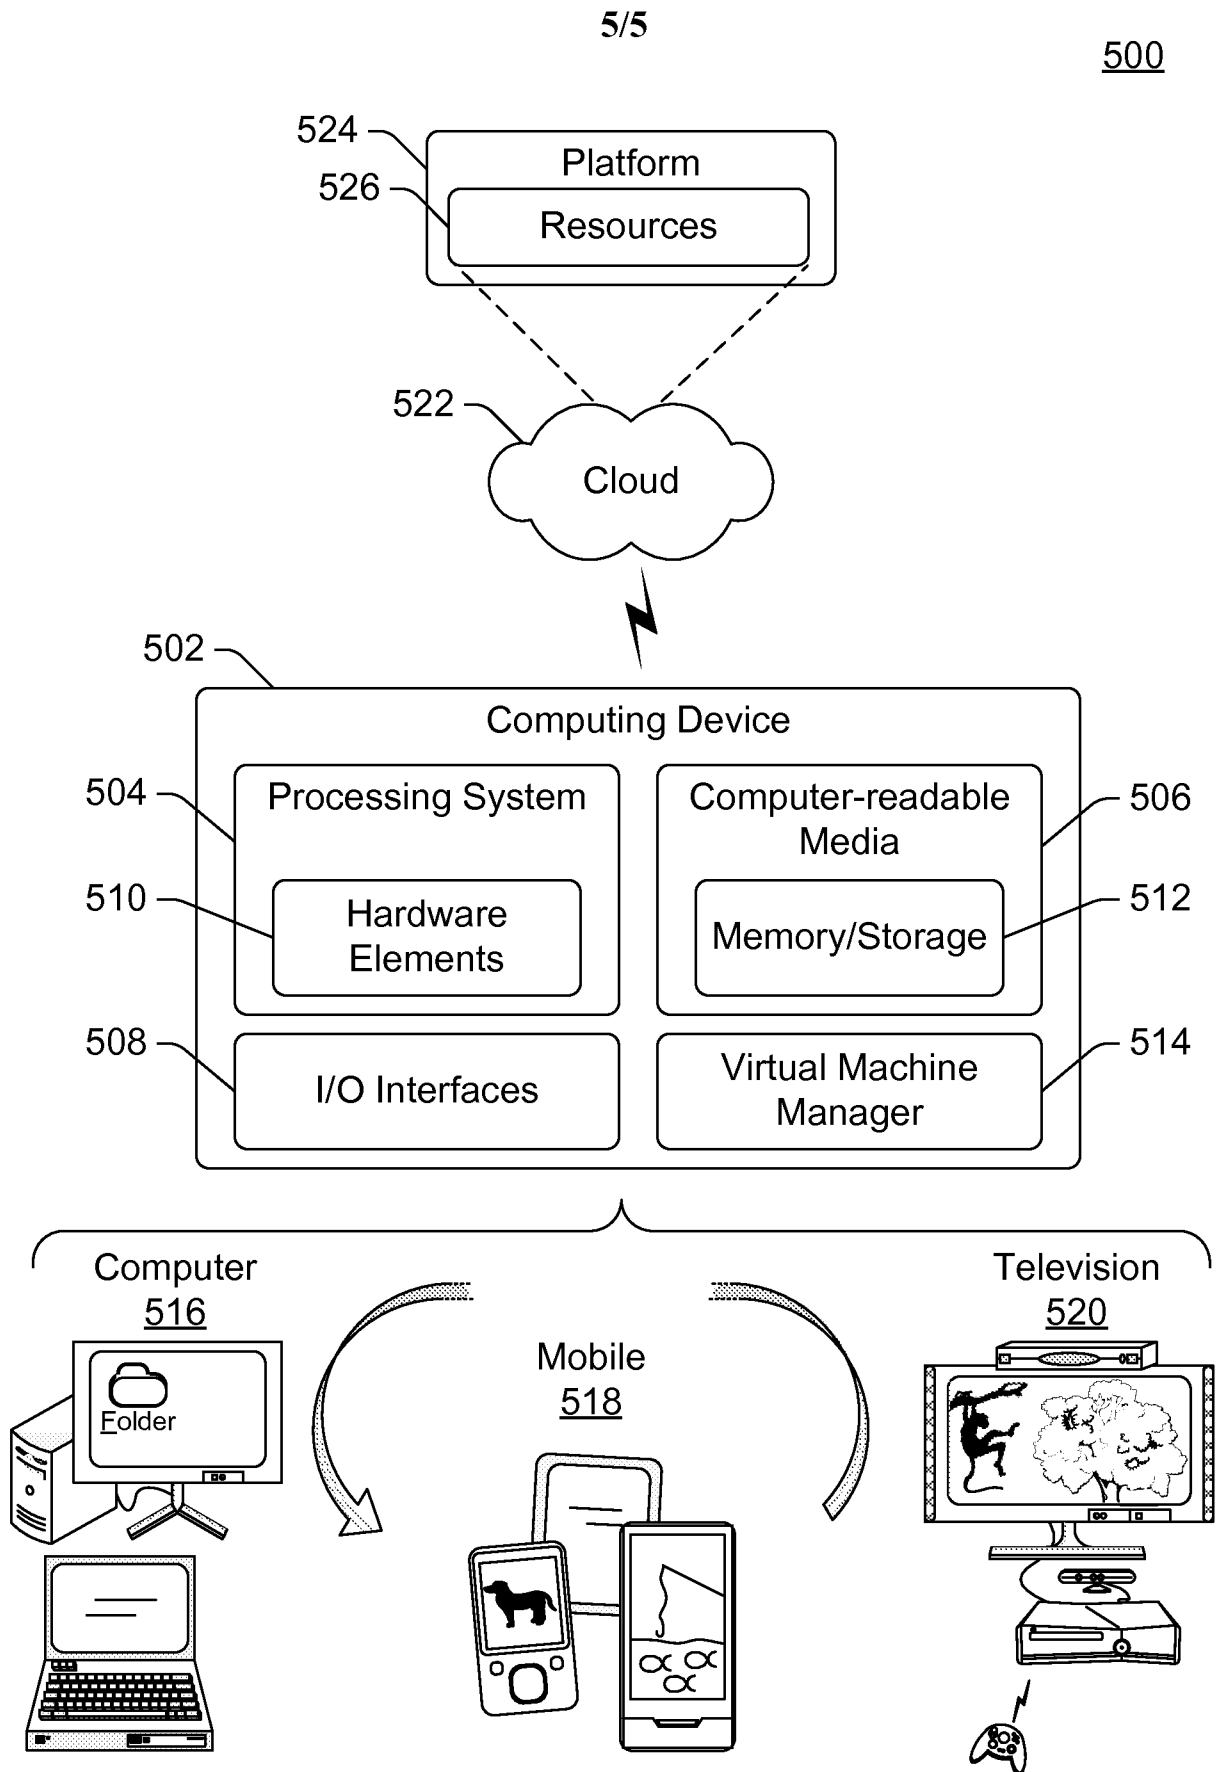 5/5
500
524
Platform
526
Resources
522
Cloud
502
Computing Device
504
Processing System
Computer-readable
Media
506
510
Hardware
Elements
Memory/Storage
512
508
I/O Interfaces
Virtual Machine
Manager
514
Computer
516
Mobile
518
Television
520
Folder